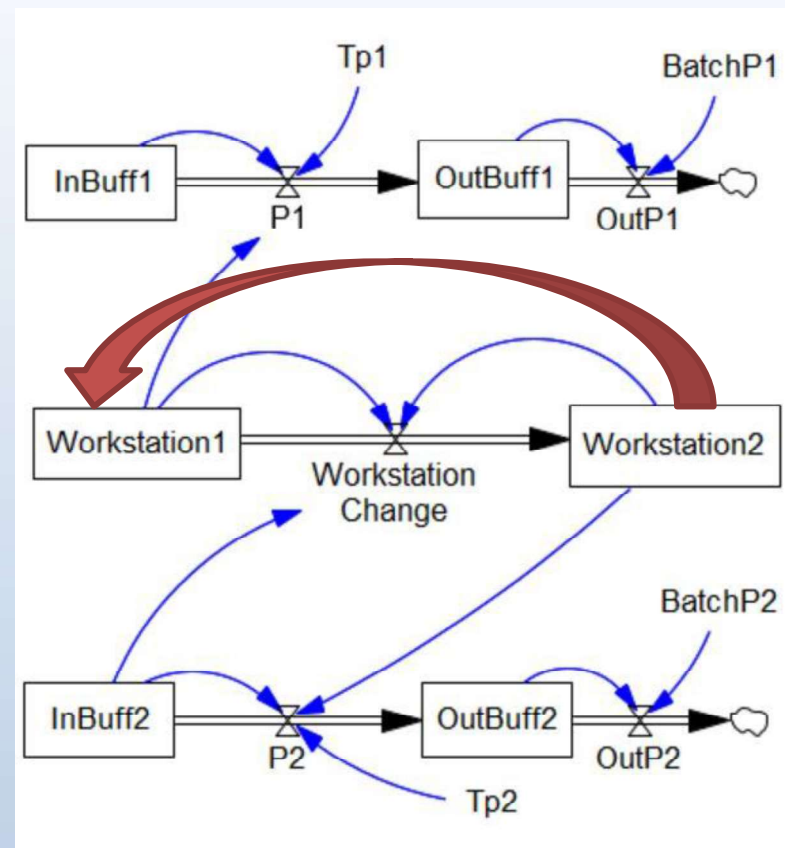 Tp1
BatchP1
InBuff1
OutBuff1
P1
OutP1
Workstation1
Workstation2
Workstation
Change
BatchP2
InBuff2
OutBuff2
P2
OutP2
Tp2